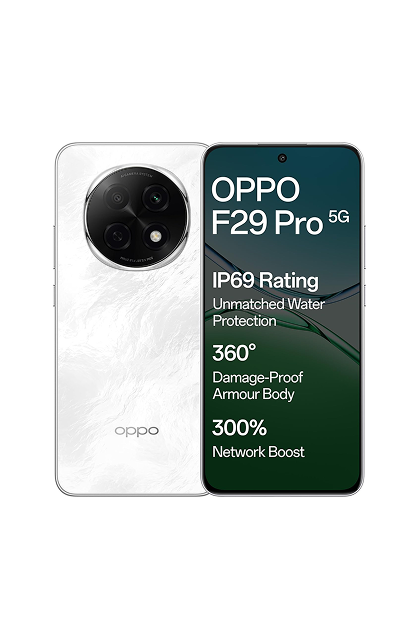 OPPO
F29 Pro 5G
IP69 Rating
Unmatched Water
Protection
360°
Damage-Proof
Armour Body
300%
Network Boost
oppo